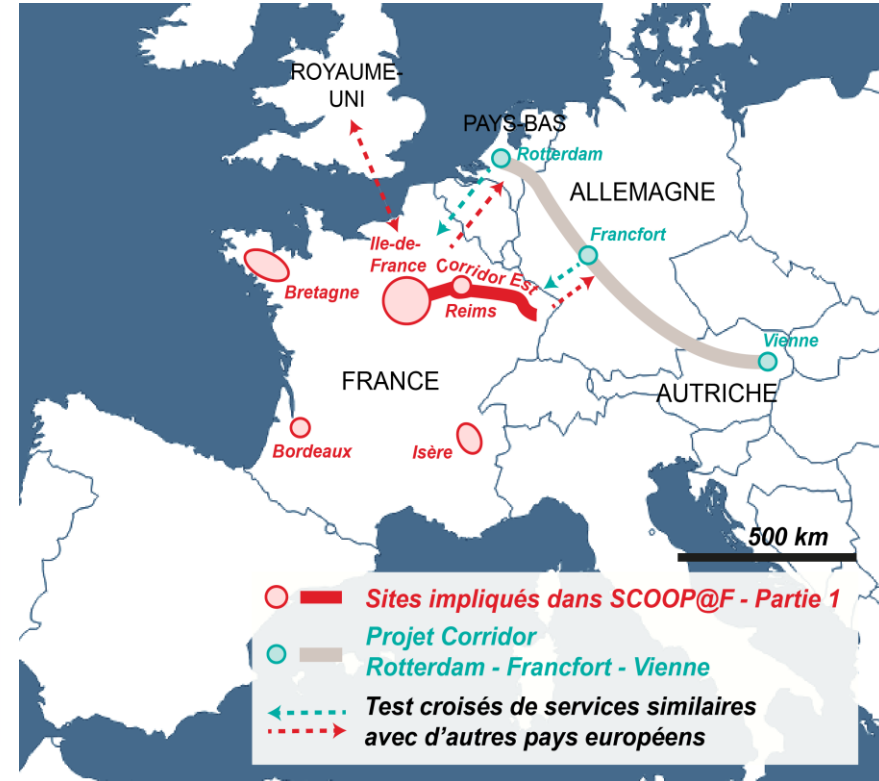 ROYAUME-
UNI
PAYS-BAS
Rotterdam
ALLEMAGNE
Francfort
Ile-de-
France
Corridor Est
Bretagne
Reims
Vienne
FRANCE
AUTRICHE
Bordeaux
Isère
500 km
Sites impliqués dans SCOOP@F - Partie 1
Projet Corridor
Rotterdam - Francfort - Vienne
Test croisés de services similaires
avec d'autres pays européens